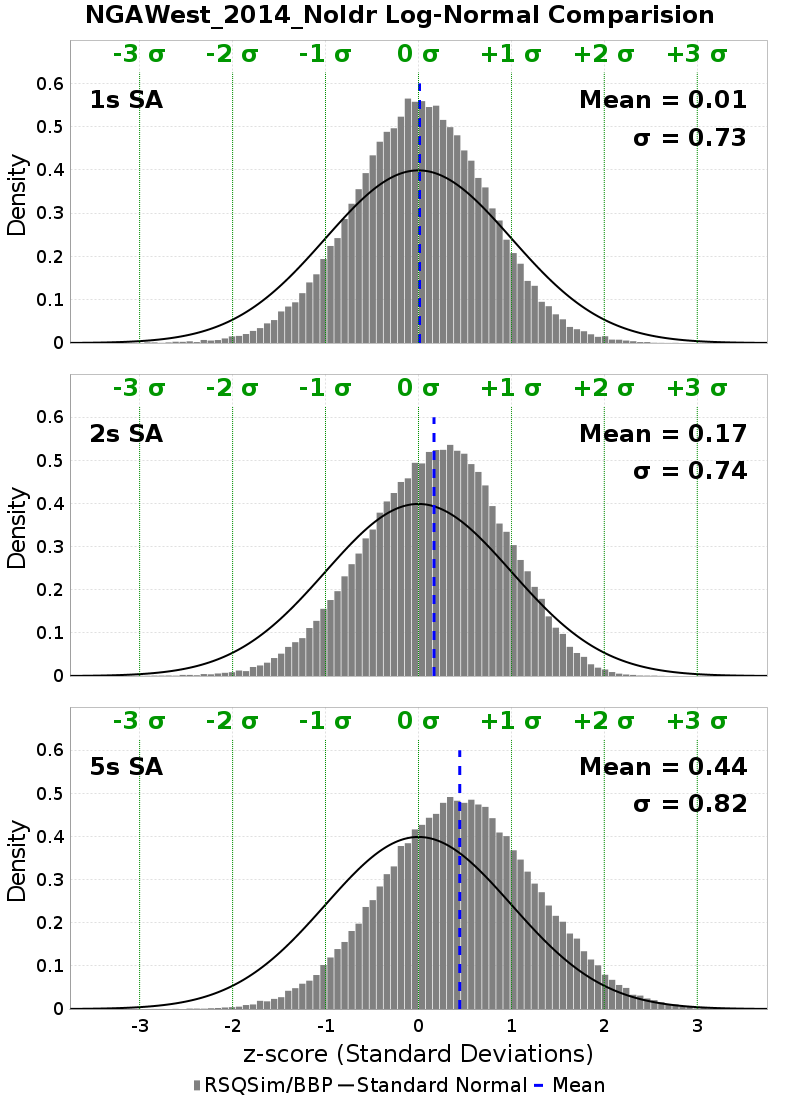 NGAWest_2014_NoIdr Log-Normal Comparision
-3 σ -2 σ -1 σ 0 σ +1 σ +2 σ +3 σ
1s SA
Mean = 0.01
σ = 0.73
Density
0.6
0.5
0.4
0.3
0.2
0.1
0
-3 σ -2 σ -1 σ 0 σ +1 σ +2 σ +3 σ
2s SA
Mean = 0.17
σ = 0.74
Density
0.6
0.5
0.4
0.3
0.2
0.1
0
-3 σ -2 σ -1 σ 0 σ +1 σ +2 σ +3 σ
5s SA
Mean = 0.44
σ = 0.82
Density
0.6
0.5
0.4
0.3
0.2
0.1
0
-3 -2 -1 0 1 2 3
z-score (Standard Deviations)
RSQSim/BBP Standard Normal Mean